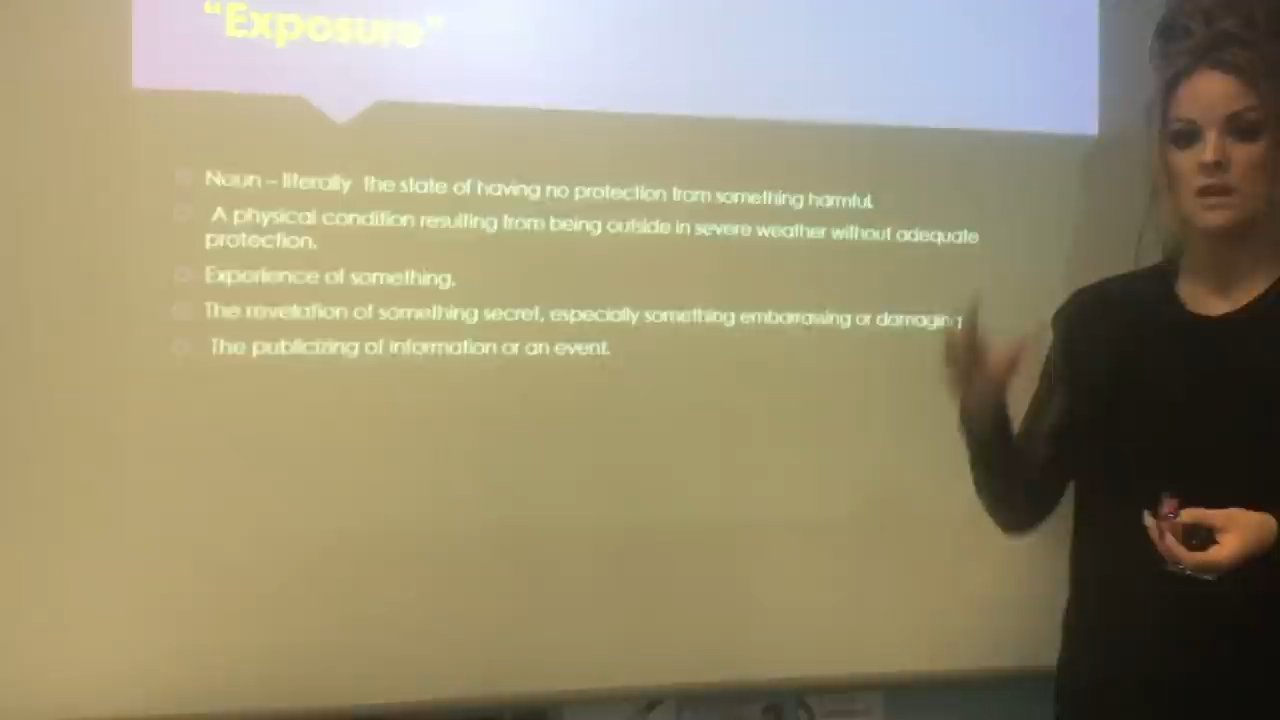 “Exposure”
Noun – literally the state of having no protection from something harmful.
A physical condition resulting from being outside in severe weather without adequate
protection.
Experience of something.
The revelation of something secret, especially something embarrassing or damaging
The publicizing of information or an event.